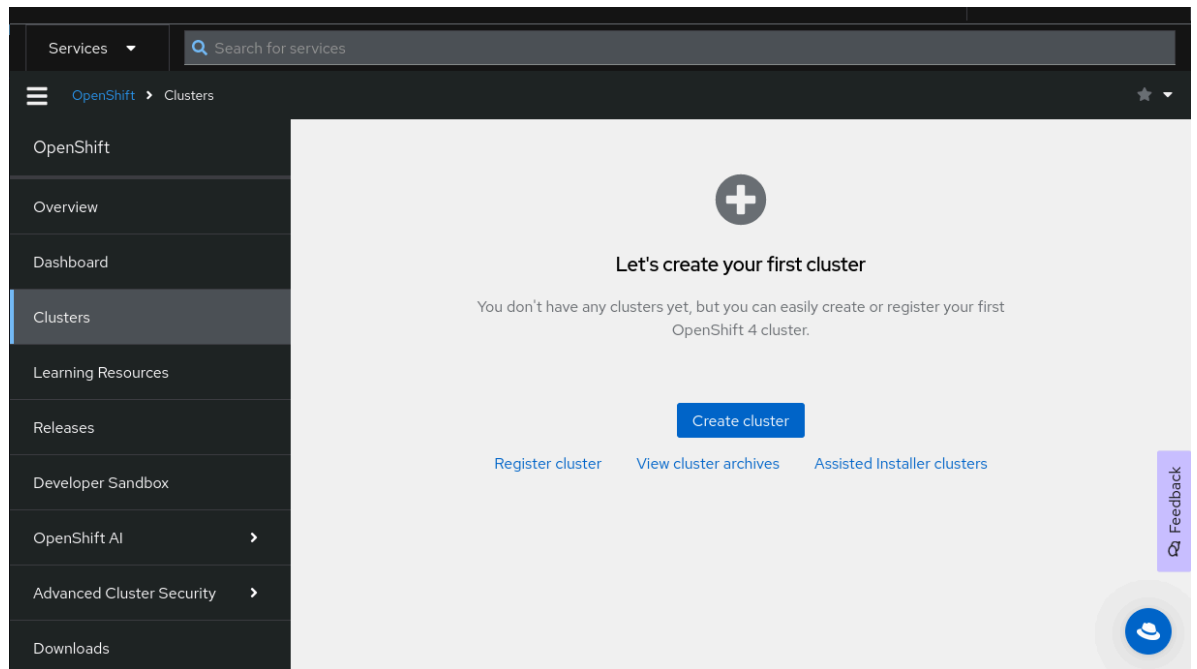 Services
Search for services
OpenShift > Clusters
OpenShift
Overview
Dashboard
Clusters
Learning Resources
Releases
Developer Sandbox
OpenShift AI
Advanced Cluster Security
Downloads
Let's create your first cluster
You don't have any clusters yet, but you can easily create or register your first
OpenShift 4 cluster.
Create cluster
Register cluster View cluster archives Assisted Installer clusters
Feedback